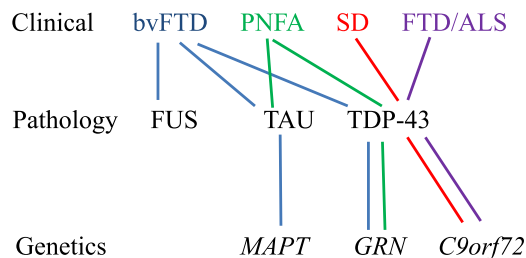 Clinical bvFTD PNFA SD FTD/ALS
Pathology FUS TAU TDP-43
Genetics MAPT GRN C9orf72